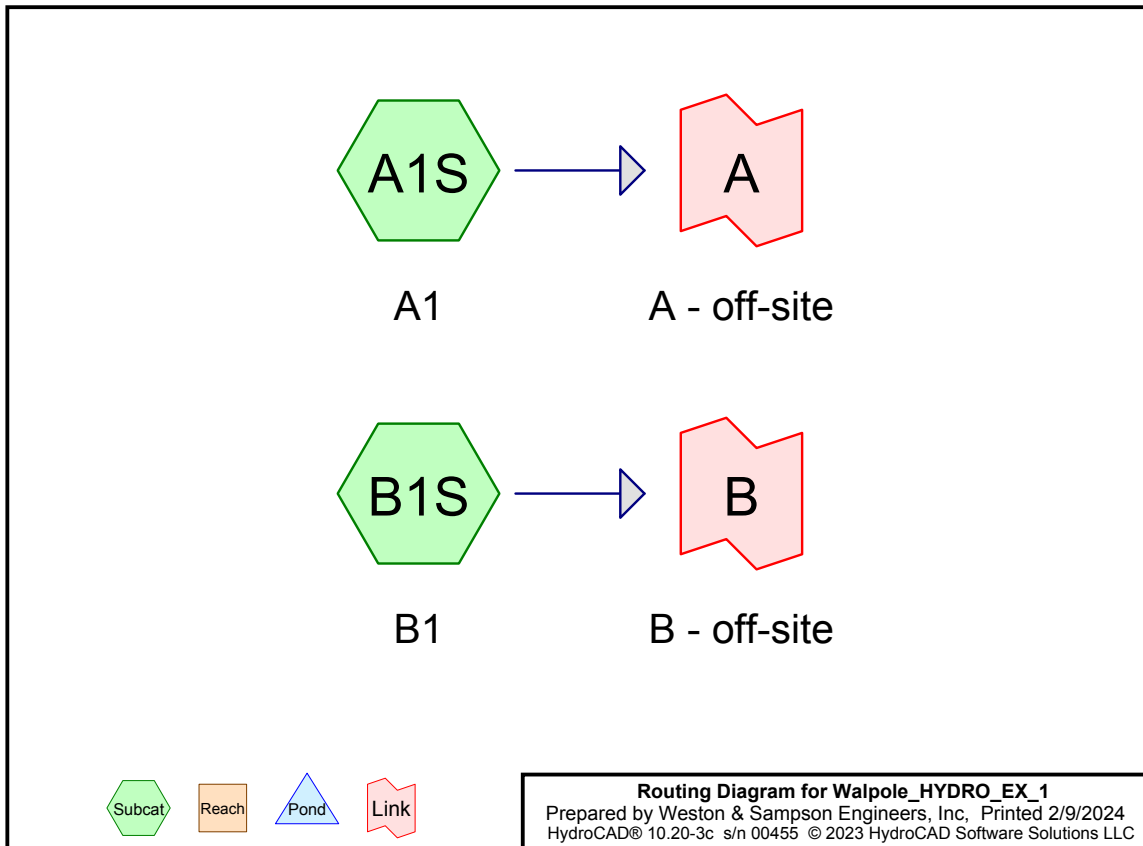 A1S
A
A1
A - off-site
B1S
B
B1
B - off-site
Subcat
Reach
Pond
Link
Routing Diagram for Walpole_HYDRO_EX_1
Prepared by Weston & Sampson Engineers, Inc, Printed 2/9/2024
HydroCAD® 10.20-3c s/n 00455 © 2023 HydroCAD Software Solutions LLC